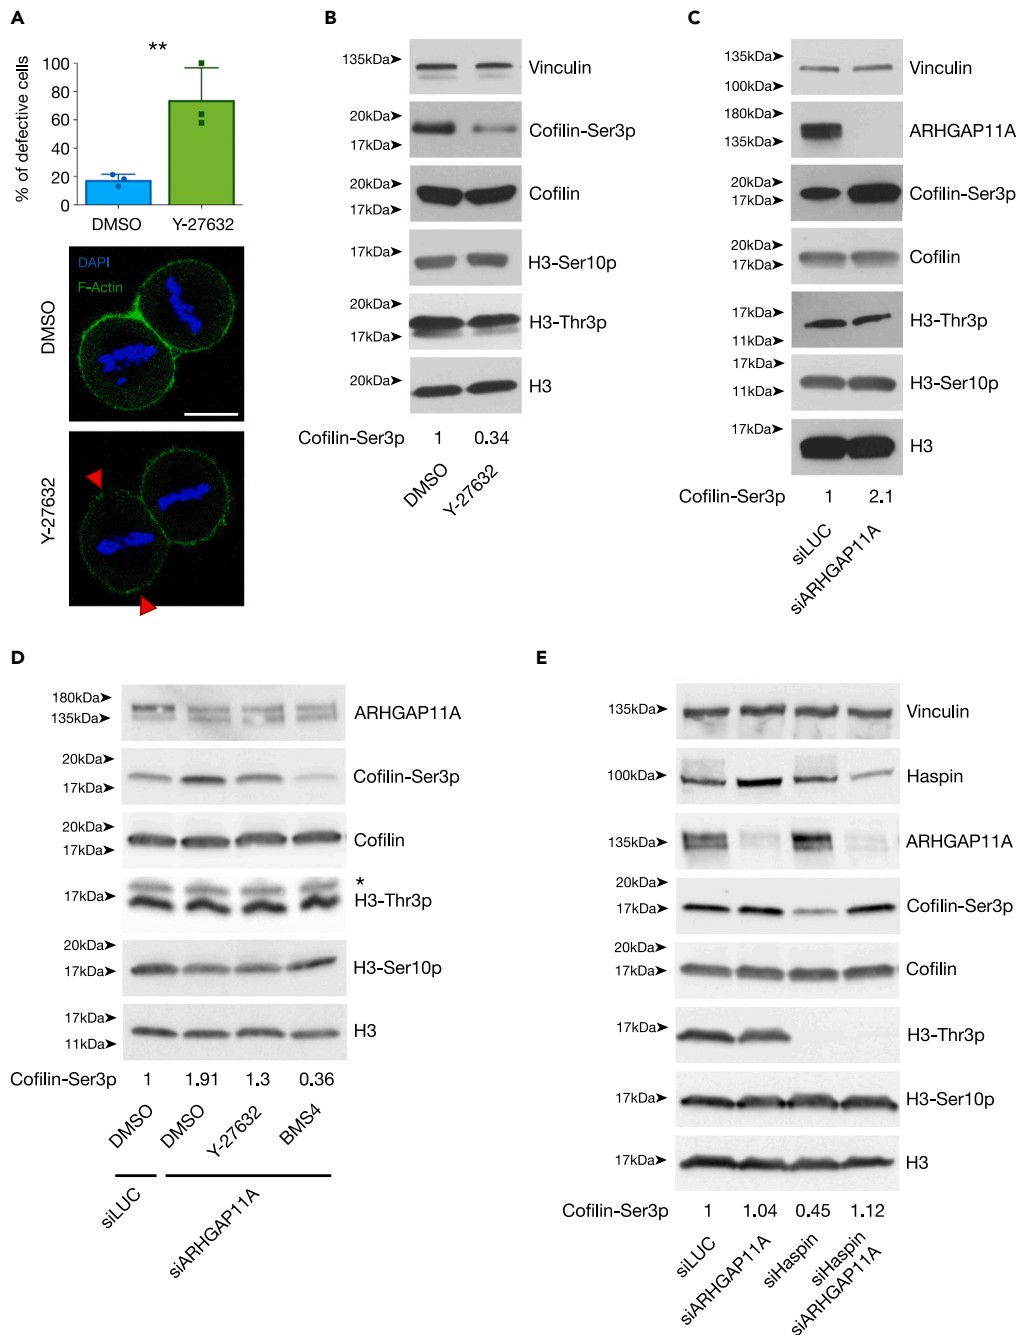 A
**
% of defective cells
100
80
60
40
20
0
DMSO
Y-27632
DAPI
F-Actin
DMSO
Y-27632
B
135kDa
Vinculin
20kDa
17kDa
Cofilin-Ser3p
20kDa
17kDa
Cofilin
17kDa
H3-Ser10p
20kDa
17kDa
H3-Thr3p
20kDa
H3
Cofilin-Ser3p 1 0.34
DMSO
Y-27632
C
135kDa
100kDa
Vinculin
180kDa
135kDa
ARHGAP11A
20kDa
17kDa
Cofilin-Ser3p
20kDa
17kDa
Cofilin
17kDa
11kDa
H3-Thr3p
17kDa
11kDa
H3-Ser10p
17kDa
H3
Cofilin-Ser3p 1 2.1
siLUC
siARHGAP11A
D
180kDa
135kDa
ARHGAP11A
20kDa
17kDa
Cofilin-Ser3p
20kDa
17kDa
Cofilin
17kDa
*
H3-Thr3p
20kDa
17kDa
H3-Ser10p
17kDa
11kDa
H3
Cofilin-Ser3p 1 1.91 1.3 0.36
DMSO
DMSO
Y-27632
BMS4
siLUC
siARHGAP11A
E
135kDa
Vinculin
100kDa
Haspin
135kDa
ARHGAP11A
20kDa
17kDa
Cofilin-Ser3p
20kDa
17kDa
Cofilin
17kDa
H3-Thr3p
17kDa
H3-Ser10p
17kDa
H3
Cofilin-Ser3p 1 1.04 0.45 1.12
siLUC
siARHGAP11A
siHaspin
siHaspin
siARHGAP11A